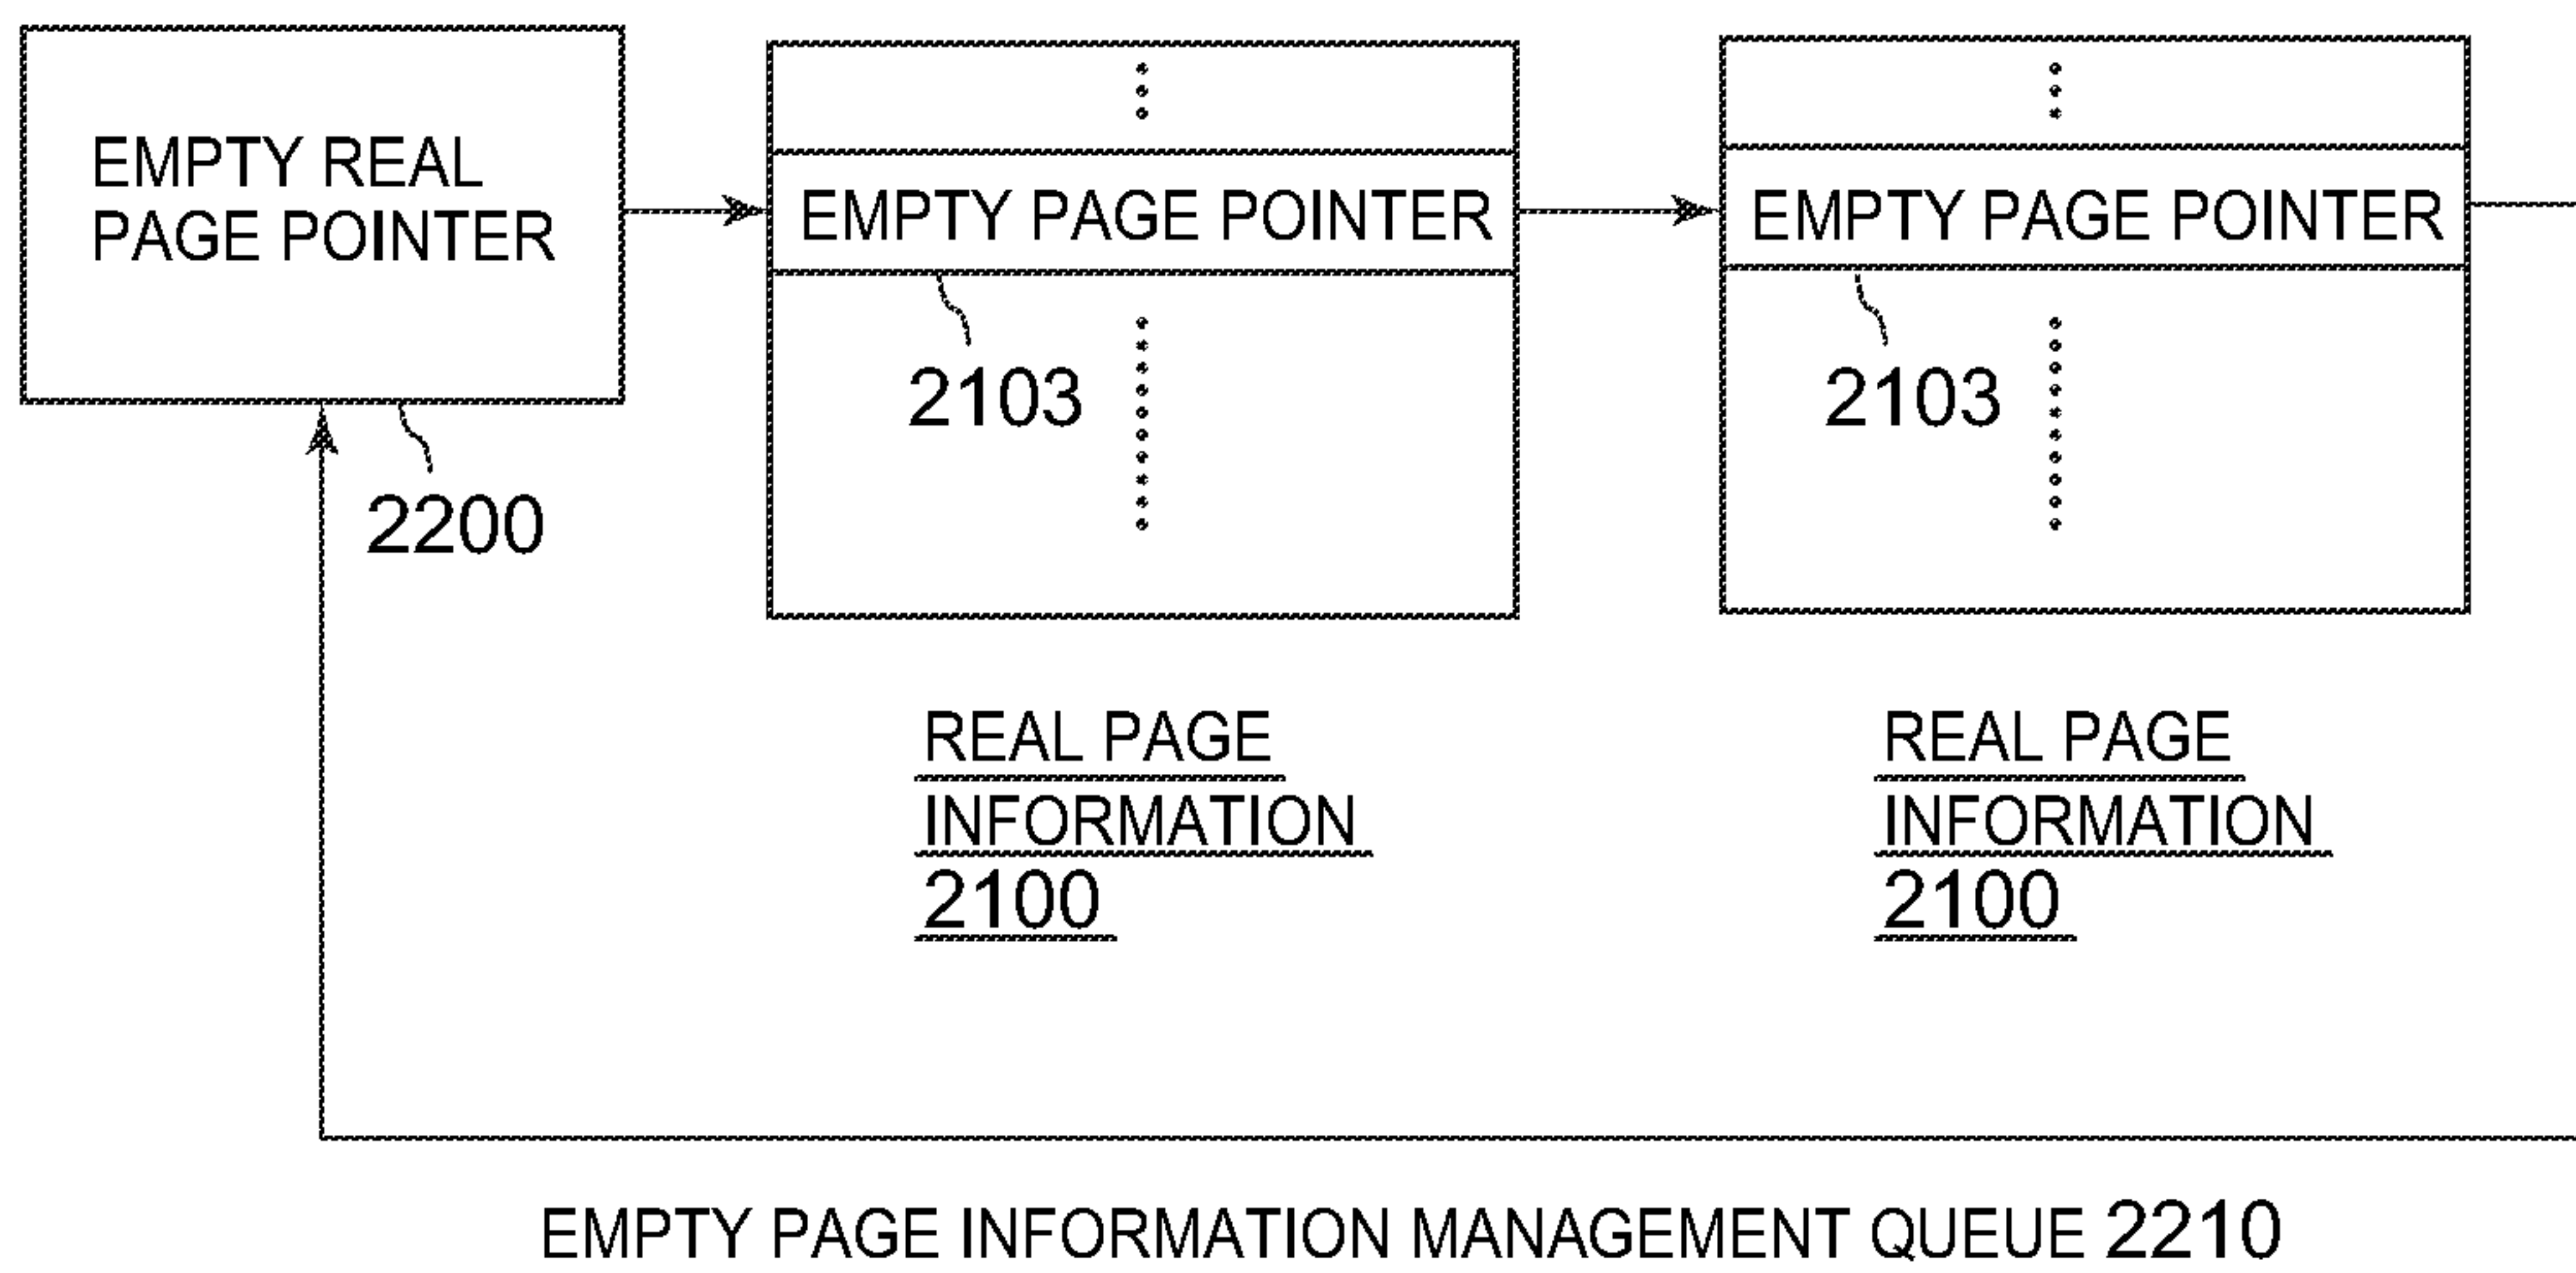 EMPTY REAL
PAGE POINTER
2200
EMPTY PAGE POINTER
2103
REAL PAGE
INFORMATION
2100
EMPTY PAGE POINTER
2103
REAL PAGE
INFORMATION
2100
EMPTY PAGE INFORMATION MANAGEMENT QUEUE 2210